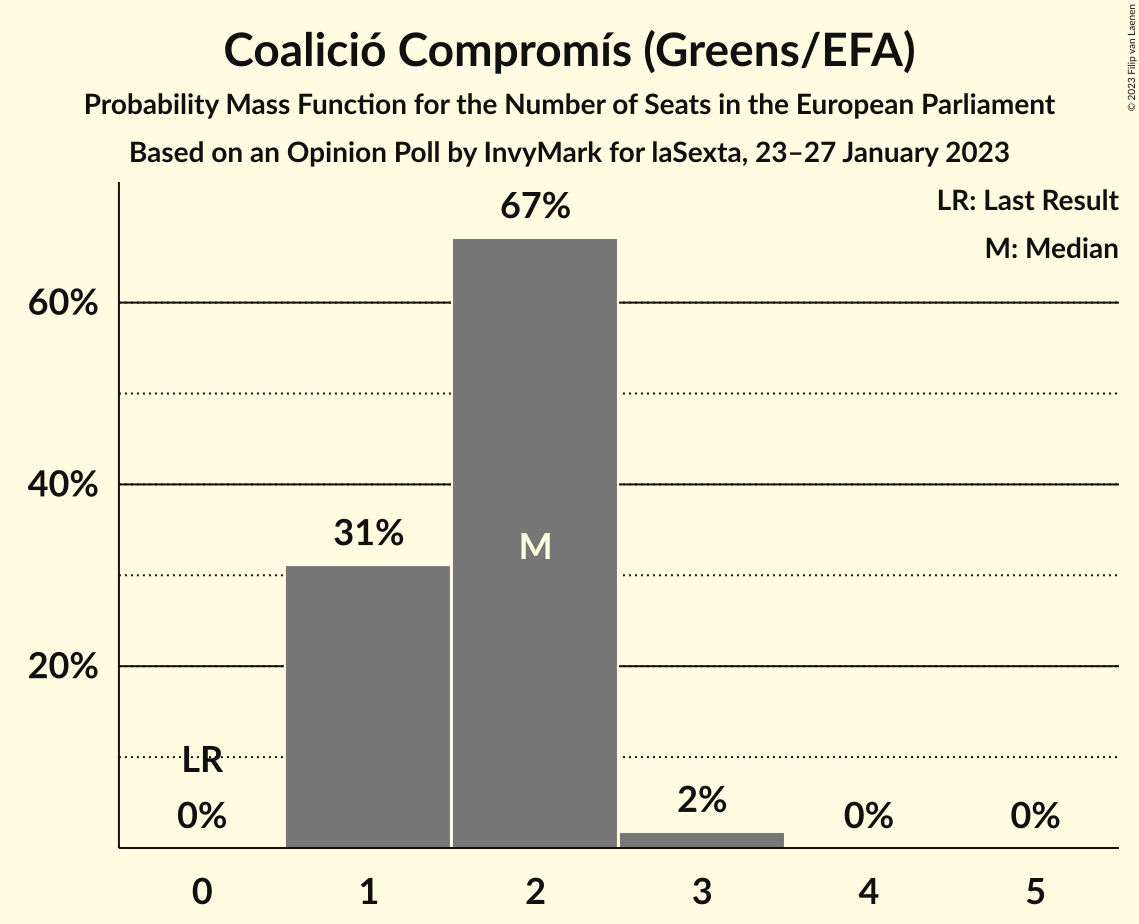 Coalició Compromís (Greens/EFA)
Probability Mass Function for the Number of Seats in the European Parliament
Based on an Opinion Poll by InvyMark for laSexta, 23–27 January 2023
© 2023 Filip van Laenen
LR: Last Result
M: Median
67%
60%
40%
31%
M
20%
LR
0%
2%
0%
0%
0 1 2 3 4 5